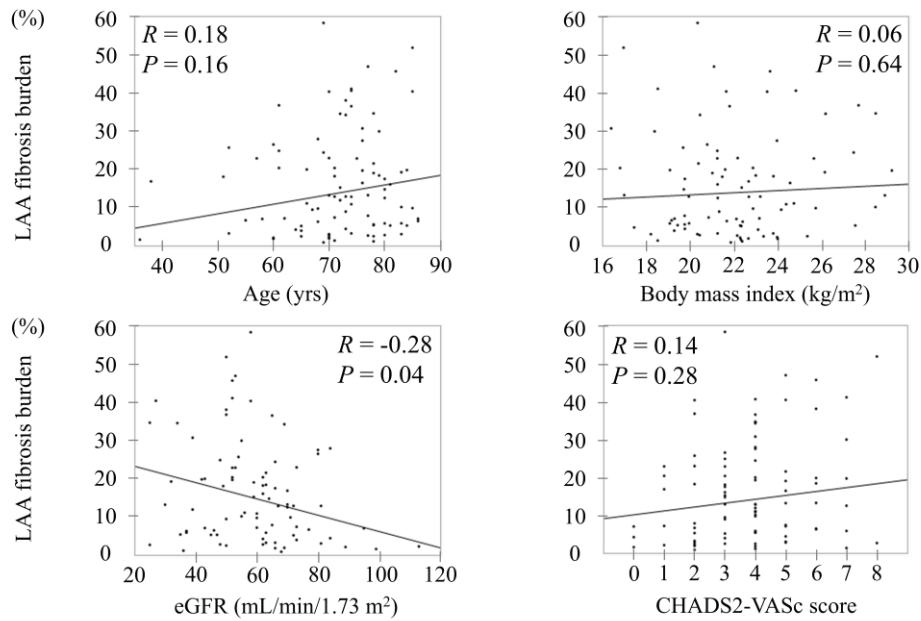 (%)
60
50
40
30
20
10
0
LAA fibrosis burden
R = 0.18
P = 0.16
40 50 60 70 80 90
Age (yrs)
60
50
40
30
20
10
0
R = 0.06
P = 0.64
16 18 20 22 24 26 28 30
Body mass index (kg/m²)
(%)
60
50
40
30
20
10
0
LAA fibrosis burden
R = -0.28
P = 0.04
20 40 60 80 100 120
eGFR (mL/min/1.73 m²)
60
50
40
30
20
10
0
R = 0.14
P = 0.28
0 1 2 3 4 5 6 7 8
CHADS2-VASc score